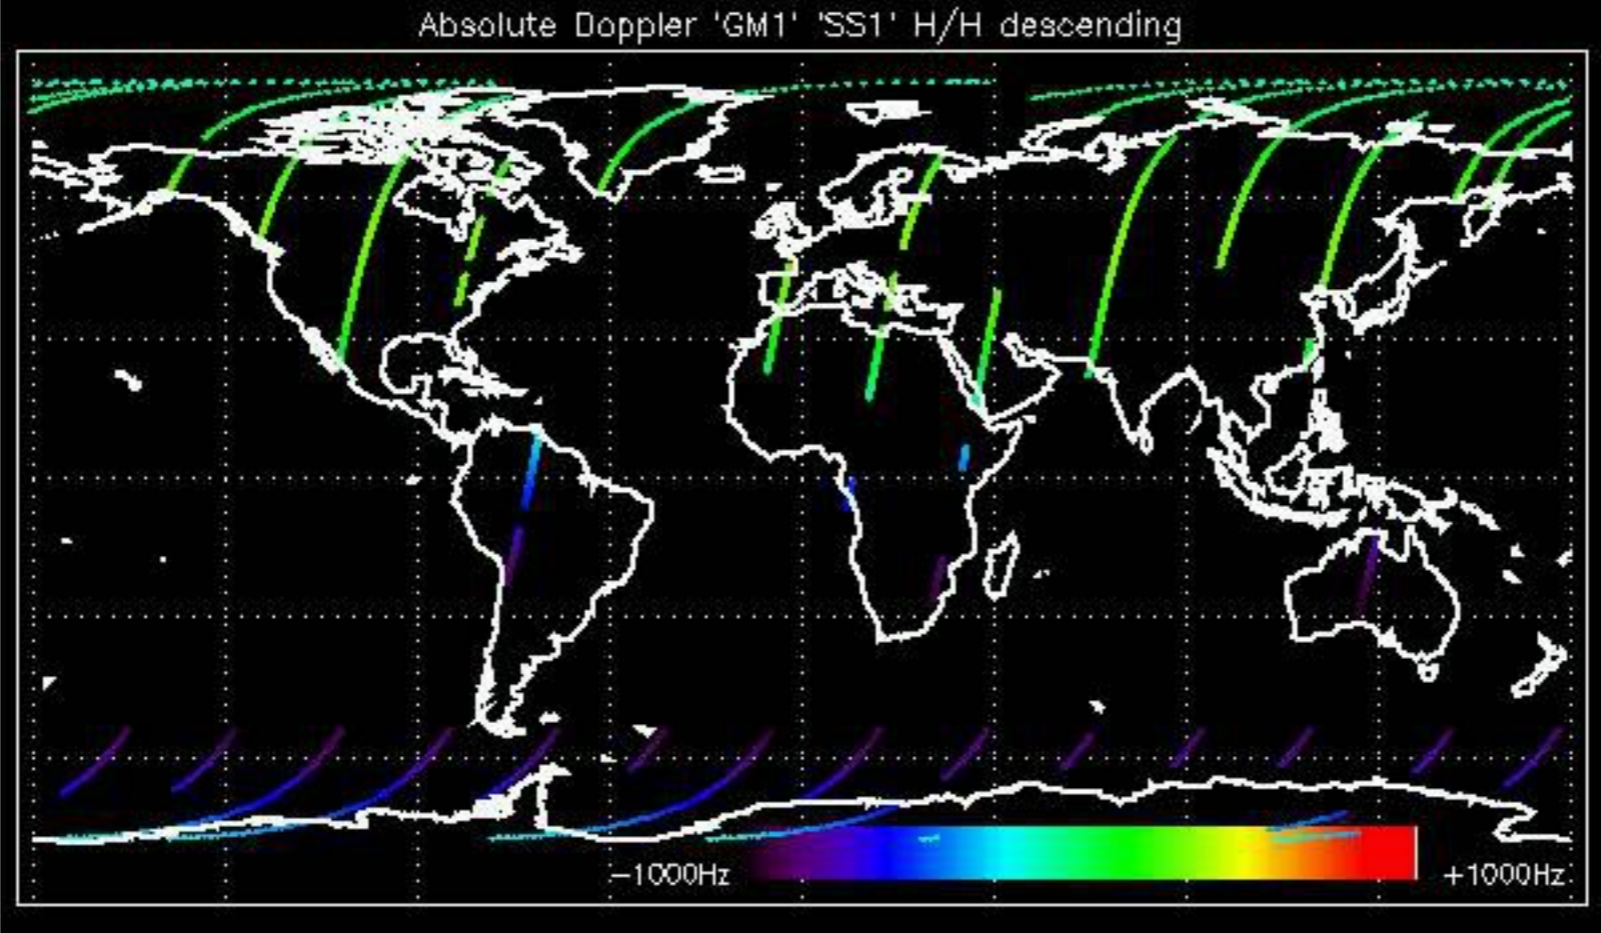 Absolute Doppler 'GM1' 'SS1' H/H descending
−1000Hz
+1000Hz